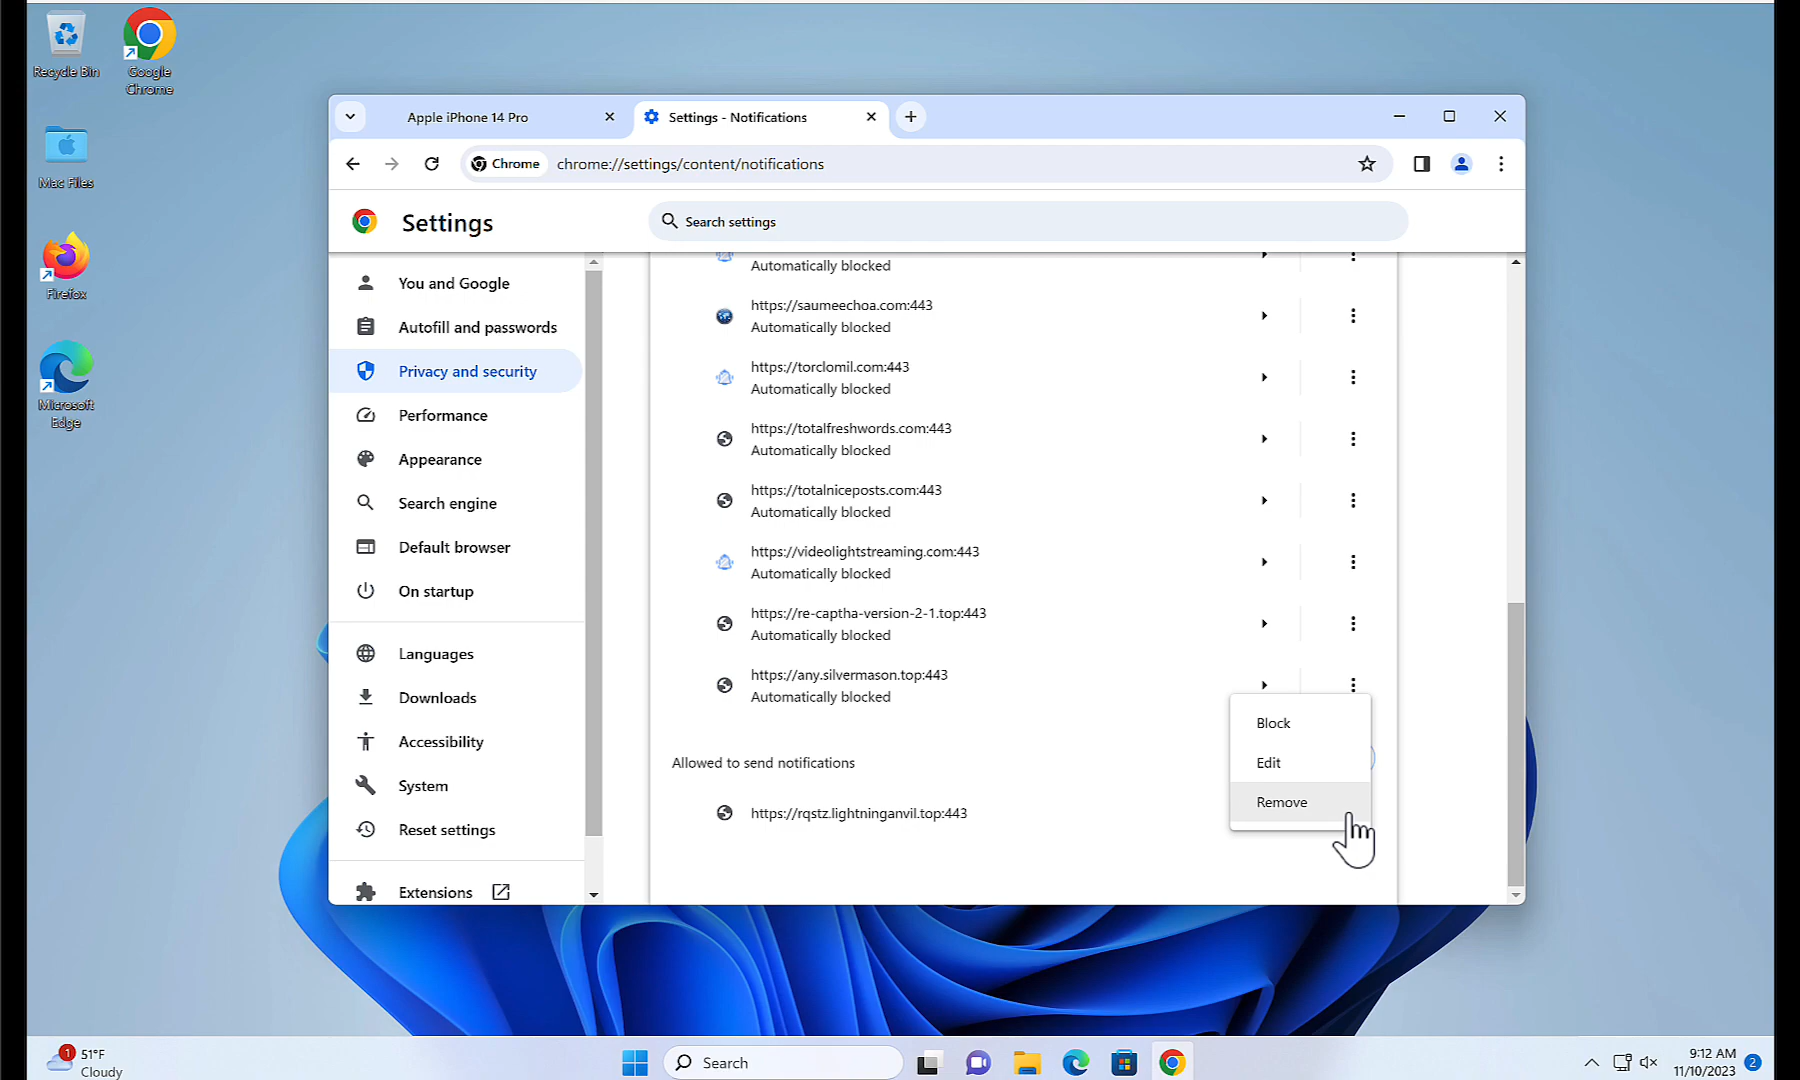 Recycle Bin
Google
Chrome
Mac Files
Firefox
Microsoft
Edge
Apple iPhone 14 Pro
Settings - Notifications
Chrome
chrome://settings/content/notifications
Settings
Search settings
You and Google
Autofill and passwords
Privacy and security
Performance
Appearance
Search engine
Default browser
On startup
Languages
Downloads
Accessibility
System
Reset settings
Extensions
Automatically blocked
https://saumeechoa.com:443
Automatically blocked
https://torclomil.com:443
Automatically blocked
https://totalfreshwords.com:443
Automatically blocked
https://totalniceposts.com:443
Automatically blocked
https://videolightstreaming.com:443
Automatically blocked
https://re-captha-version-2-1.top:443
Automatically blocked
https://any.silvermason.top:443
Automatically blocked
Allowed to send notifications
https://rqstz.lightninganvil.top:443
Block
Edit
Remove
1
51°F
Cloudy
Search
9:12 AM
11/10/2023
2